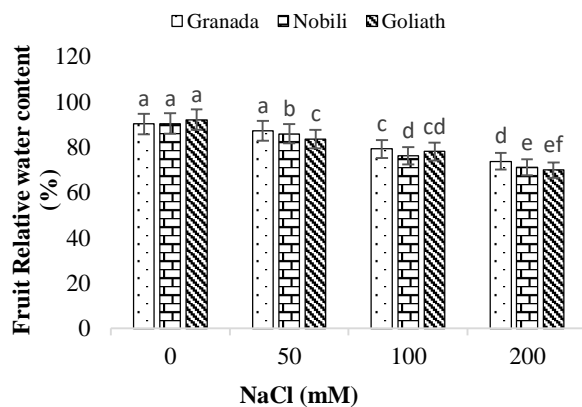 Granada Nobili Goliath
Fruit Relative water content
(%)
120
100
80
60
40
20
0
a a a a b c c d cd d e ef
0 50 100 200
NaCl (mM)